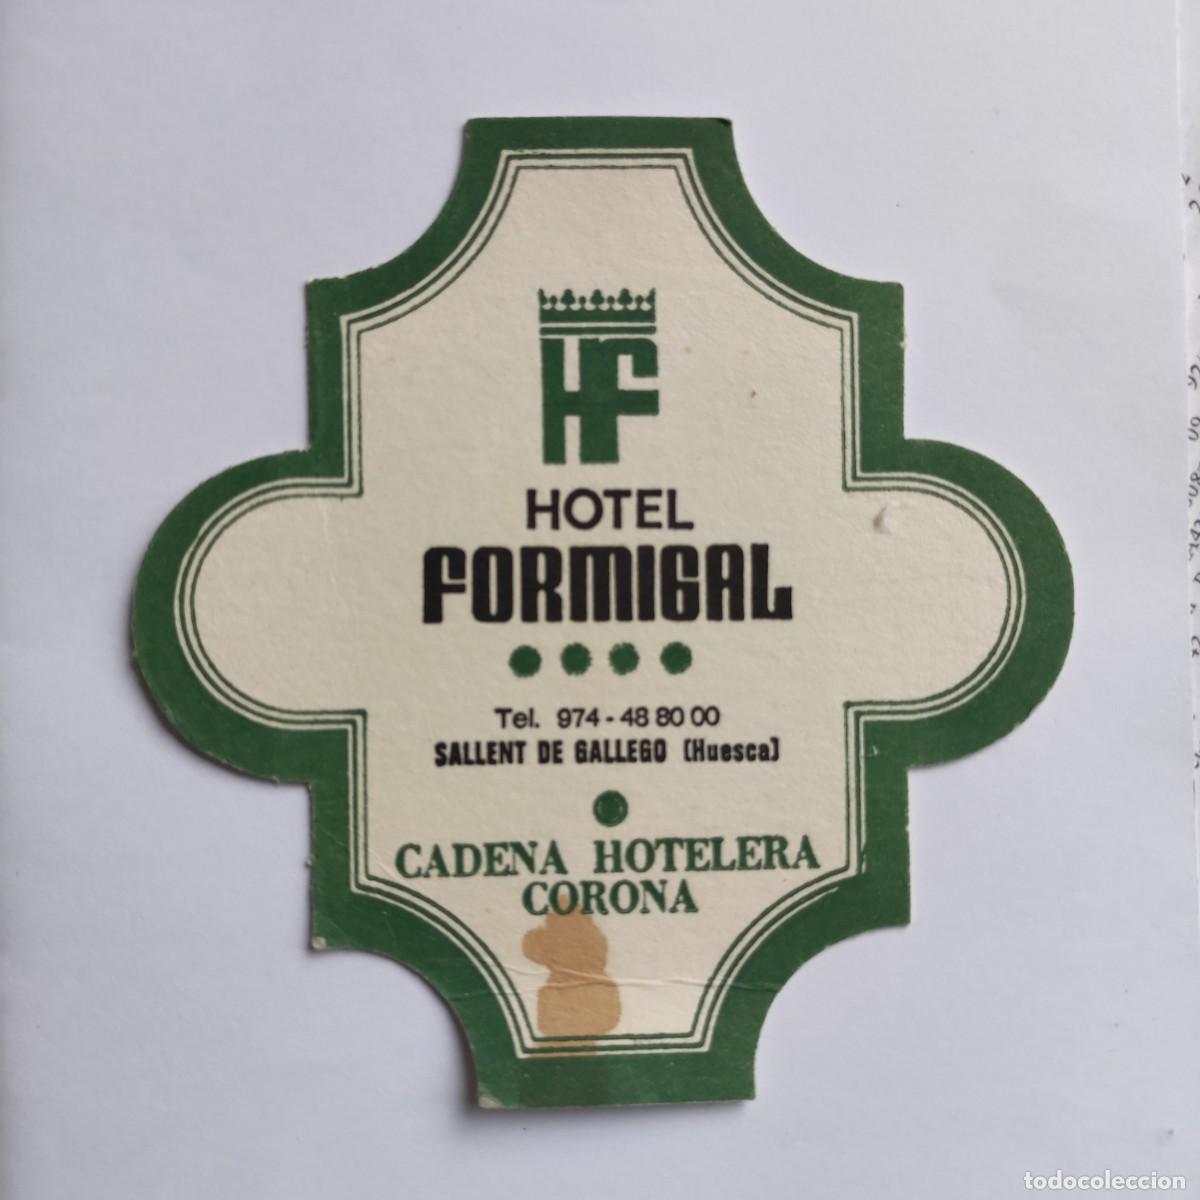 HF
HOTEL
FORMIGAL
Tel. 974-48 80 00
SALLENT DE GALLEGO (Huesca)
CADENA HOTELERA
CORONA
todocoleccion